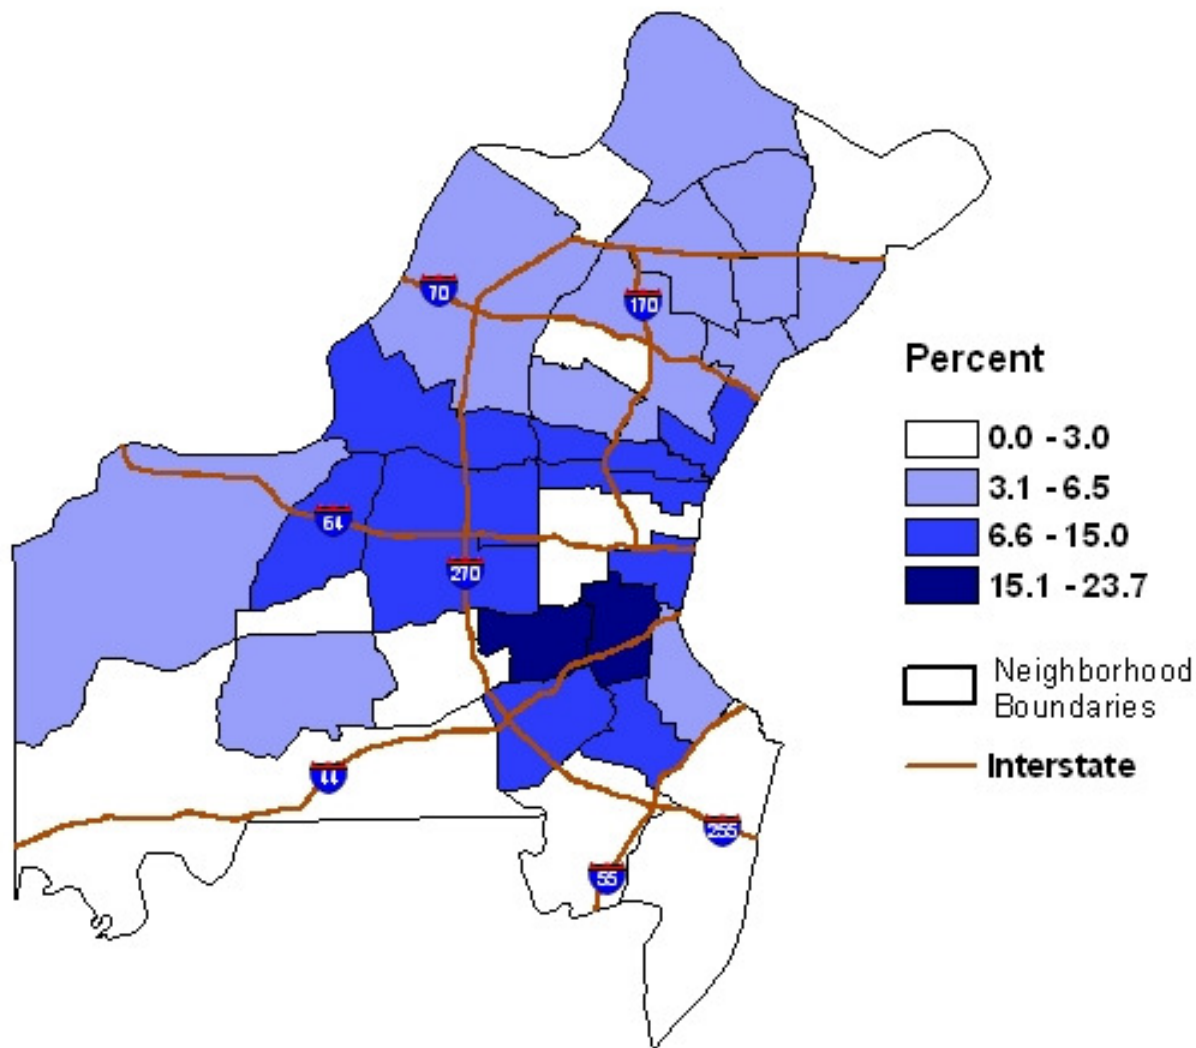 70
170
64
270
44
255
55
Percent
0.0 - 3.0
3.1 - 6.5
6.6 - 15.0
15.1 - 23.7
Neighborhood
Boundaries
Interstate